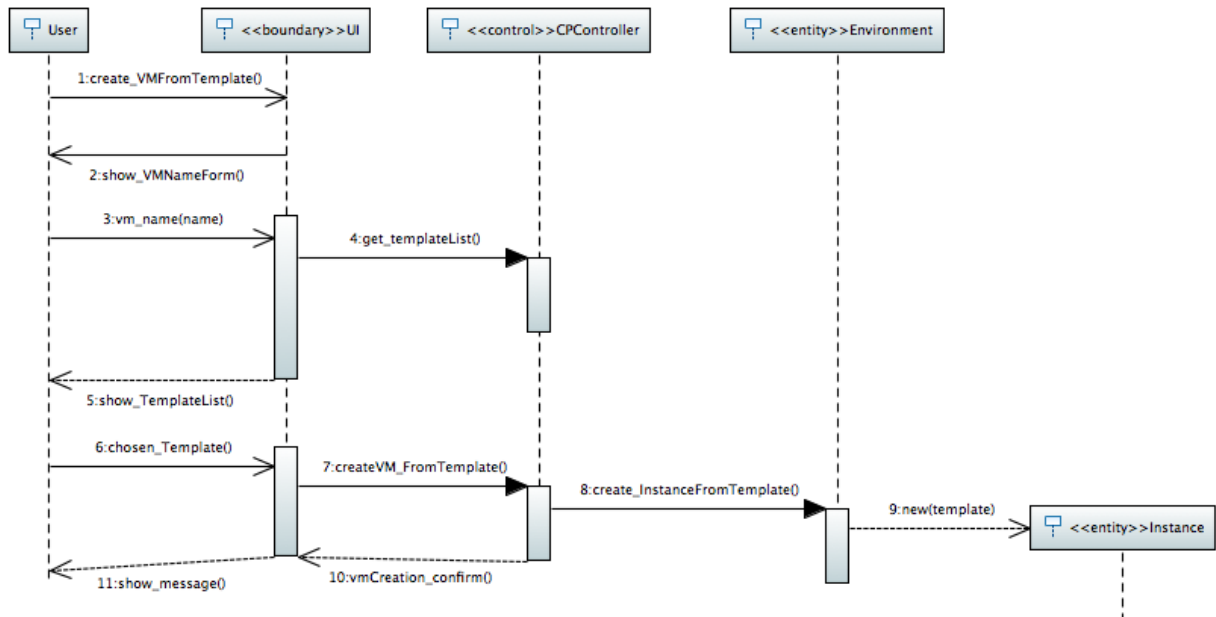 User
<<boundary>>UI
<<control>>CPController
<<entity>>Environment
1:create_VMFromTemplate()
2:show_VMNameForm()
3:vm_name(name)
4:get_templateList()
5:show_TemplateList()
6:chosen_Template()
7:createVM_FromTemplate()
8:create_InstanceFromTemplate()
9:new(template)
<<entity>>Instance
10:vmCreation_confirm()
11:show_message()